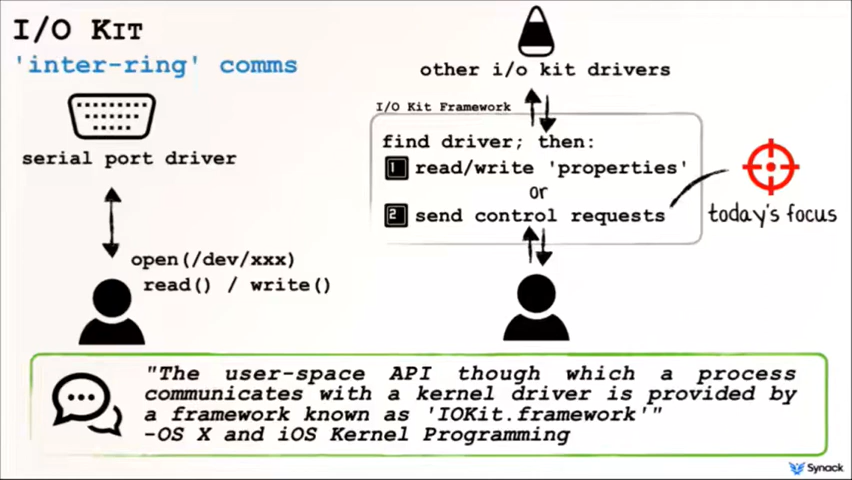 I/O KIT
'inter-ring' comms
serial port driver
open(/dev/xxx)
read() / write()
other i/o kit drivers
I/O Kit Framework
find driver; then:
1 read/write 'properties'
or
2 send control requests
today's focus
"The user-space API though which a process
communicates with a kernel driver is provided by
a framework known as 'IOKit.framework'"
-OS X and iOS Kernel Programming
Synack